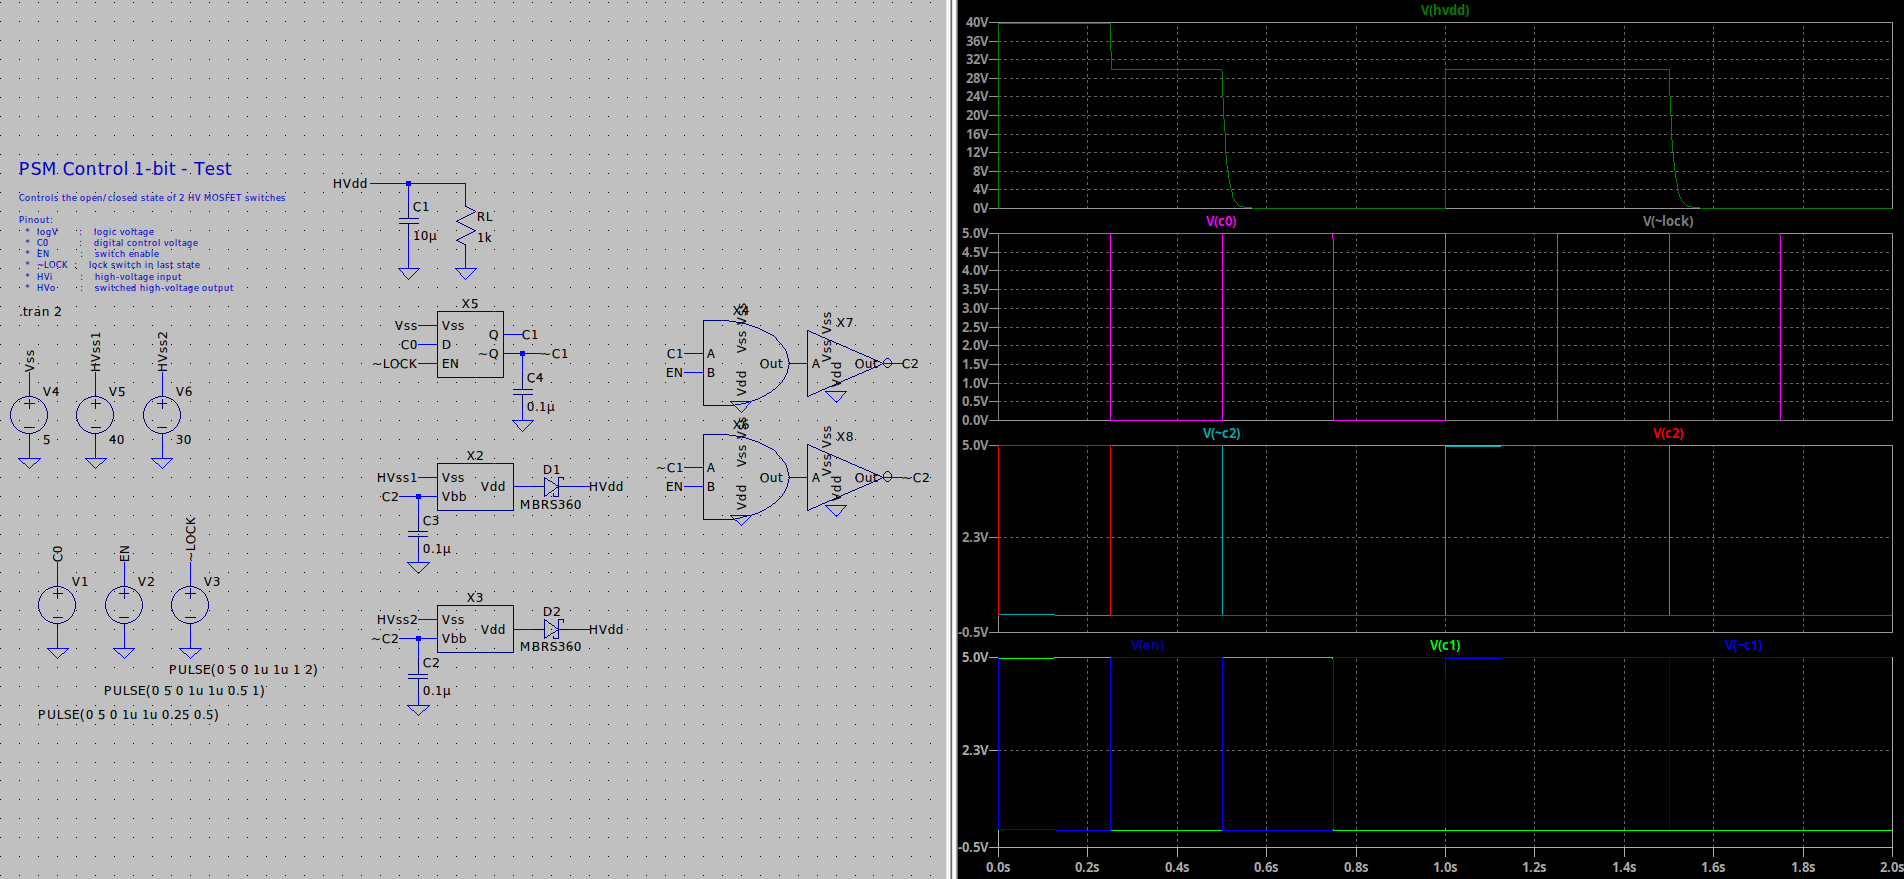 PSM Control 1-bit - Test
Controls the open/closed state of 2 HV MOSFET switches
Pinout:
* logV : logic voltage
* C0 : digital control voltage
* EN : switch enable
* ~LOCK : lock switch in last state
* HVi : high-voltage input
* HVo : switched high-voltage output
.tran 2
Vss
V4
5
HVss1
V5
40
HVss2
V6
30
C0
V1
EN
V2
~LOCK
V3
PULSE(0 5 0 1u 1u 1 2)
PULSE(0 5 0 1u 1u 0.5 1)
PULSE(0 5 0 1u 1u 0.25 0.5)
HVdd
C1
10µ
RL
1k
X5
Vss
C0
~LOCK
Vss
D
EN
Q
~Q
C1
~C1
C4
0.1µ
X2
HVss1
C2
Vss
Vbb
Vdd
D1
MBRS360
HVdd
C3
0.1µ
X3
HVss2
~C2
Vss
Vbb
Vdd
D2
MBRS360
HVdd
C2
0.1µ
X4
Vss
C1
EN
A
B
Vss
Vdd
Out
X7
Vss
A
Vss
Vdd
Out
C2
X6
Vss
~C1
EN
A
B
Vss
Vdd
Out
X8
Vss
A
Vss
Vdd
Out
~C2
V(hvdd)
40V
36V
32V
28V
24V
20V
16V
12V
8V
4V
0V
V(c0)
V(~lock)
5.0V
4.5V
4.0V
3.5V
3.0V
2.5V
2.0V
1.5V
1.0V
0.5V
0.0V
V(~c2)
V(c2)
5.0V
2.3V
-0.5V
V(en)
V(c1)
V(~c1)
5.0V
2.3V
-0.5V
0.0s 0.2s 0.4s 0.6s 0.8s 1.0s 1.2s 1.4s 1.6s 1.8s 2.0s